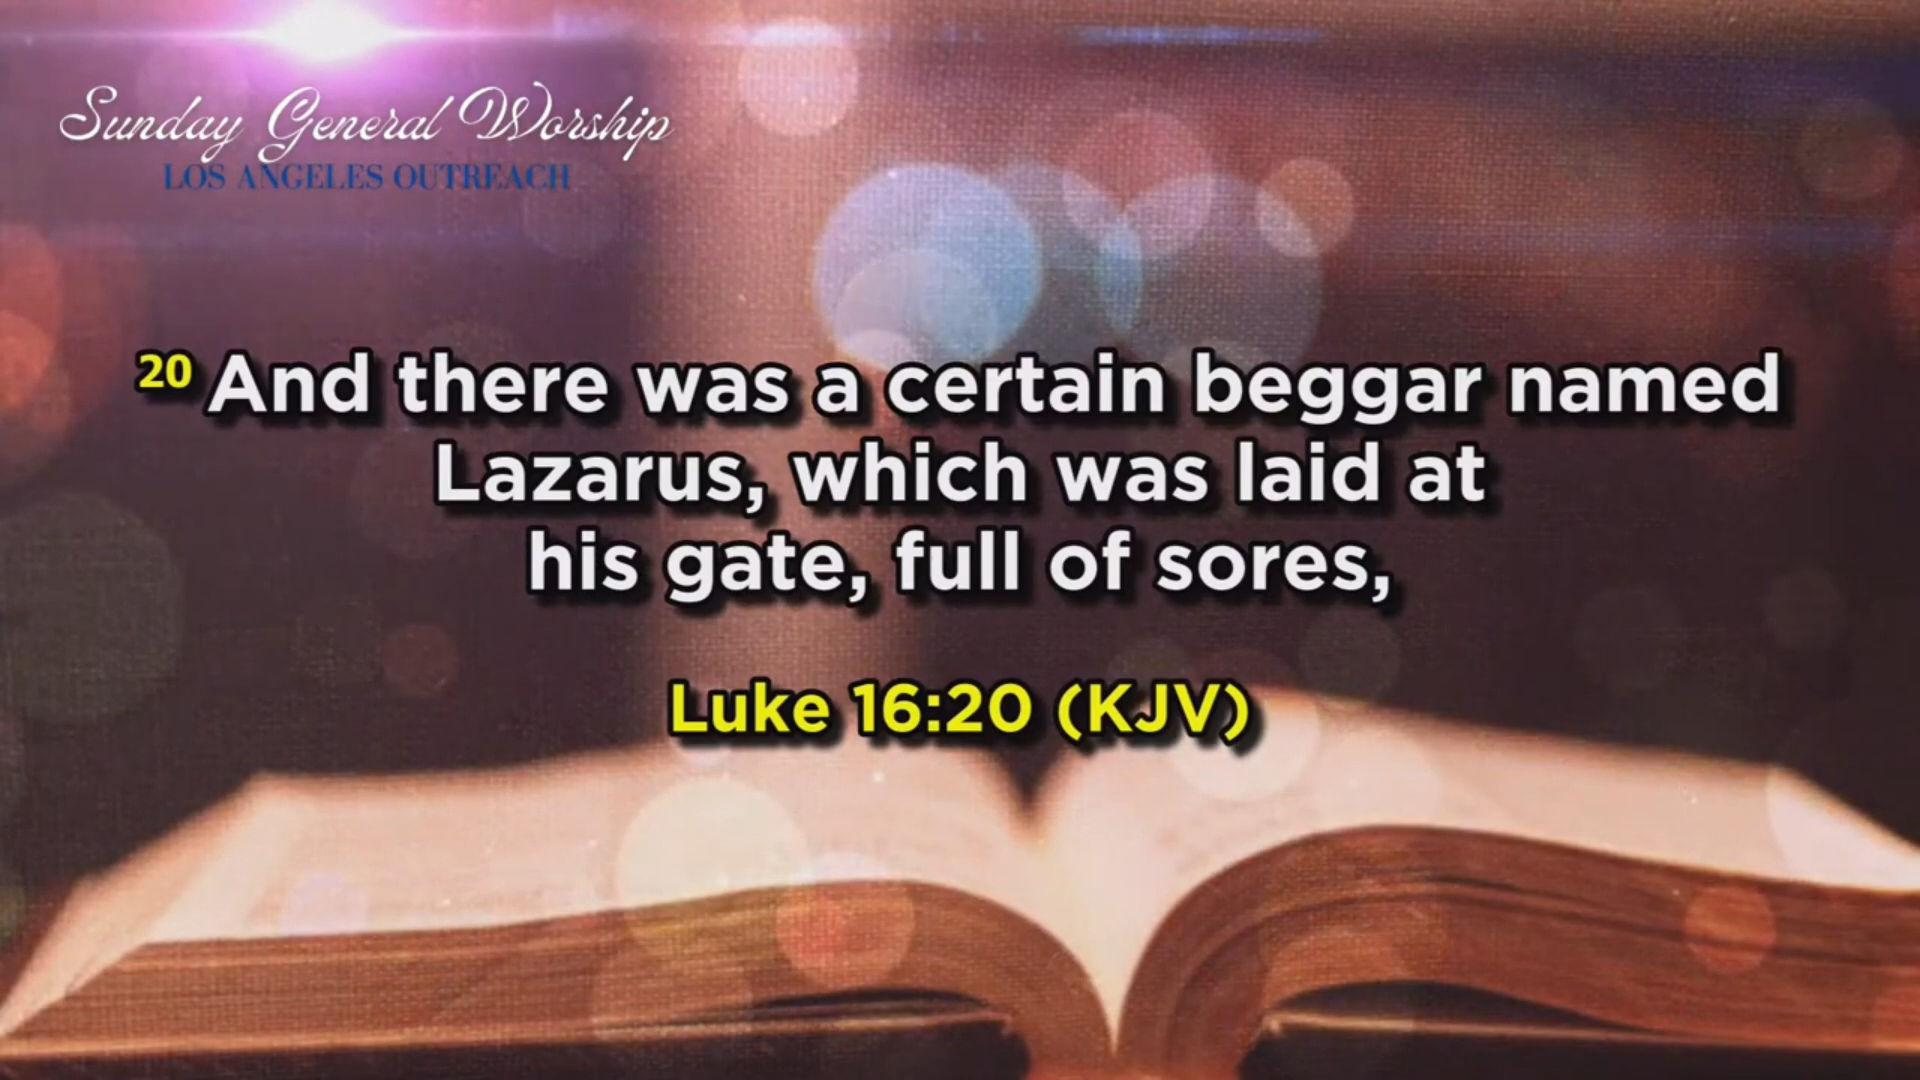 Sunday General Worship
LOS ANGELES OUTREACH
20 And there was a certain beggar named
Lazarus, which was laid at
his gate, full of sores,
Luke 16:20 (KJV)